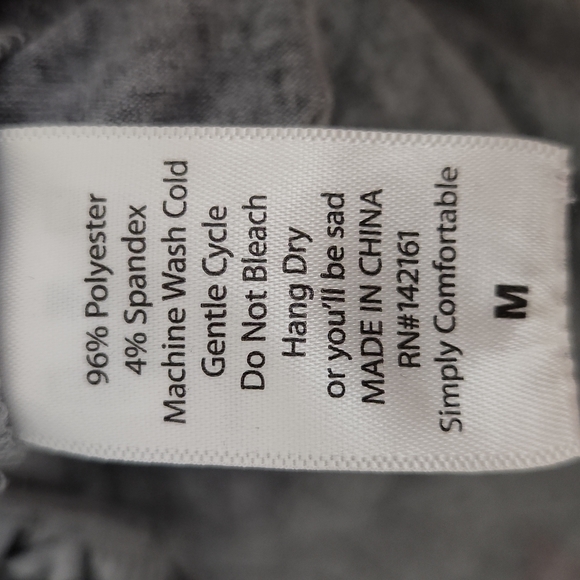 96% Polyester
4% Spandex
Machine Wash Cold
Gentle Cycle
Do Not Bleach
Hang Dry
or you'll be sad
MADE IN CHINA
RN#142161
Simply Comfortable
M